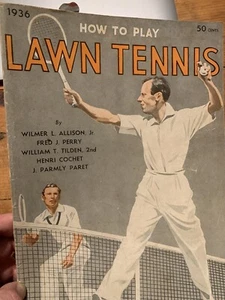 1936
50 CENTS
HOW TO PLAY
LAWN TENNIS
By
WILMER L. ALLISON, Jr.
FRED J. PERRY
WILLIAM T. TILDEN, 2nd
HENRI COCHET
J. PARMLY PARET